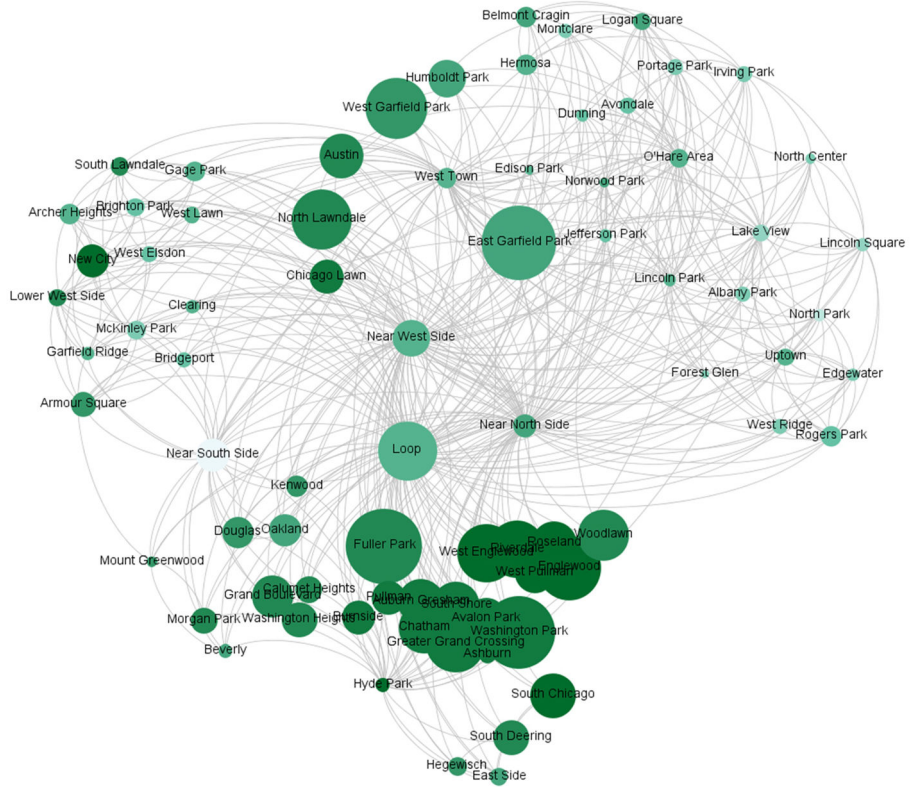 Belmont Cragin
Logan Square
Montclare
Hermosa
Portage Park
Irving Park
Humboldt Park
West Garfield Park
Avondale
Dunning
Austin
O'Hare Area
North Center
South Lawndale
Gage Park
West Town
Edison Park
Norwood Park
Archer Heights
Brighton Park
West Lawn
North Lawndale
East Garfield Park
Jefferson Park
Lake View
Lincoln Square
New City
West Elsdon
Chicago Lawn
Lincoln Park
Albany Park
Lower West Side
Clearing
North Park
McKinley Park
Near West Side
Garfield Ridge
Bridgeport
Uptown
Forest Glen
Edgewater
Armour Square
Near North Side
West Ridge
Rogers Park
Near South Side
Loop
Kenwood
Douglas
Oakland
Fuller Park
Woodlawn
Roseland
Riverdale
West Englewood
Englewood
West Pullman
Mount Greenwood
Calumet Heights
Grand Boulevard
Pullman
Auburn Gresham
South Shore
Morgan Park
Washington Heights
Burnside
Avalon Park
Chatham
Washington Park
Greater Grand Crossing
Beverly
Ashburn
Hyde Park
South Chicago
South Deering
Hegewisch
East Side